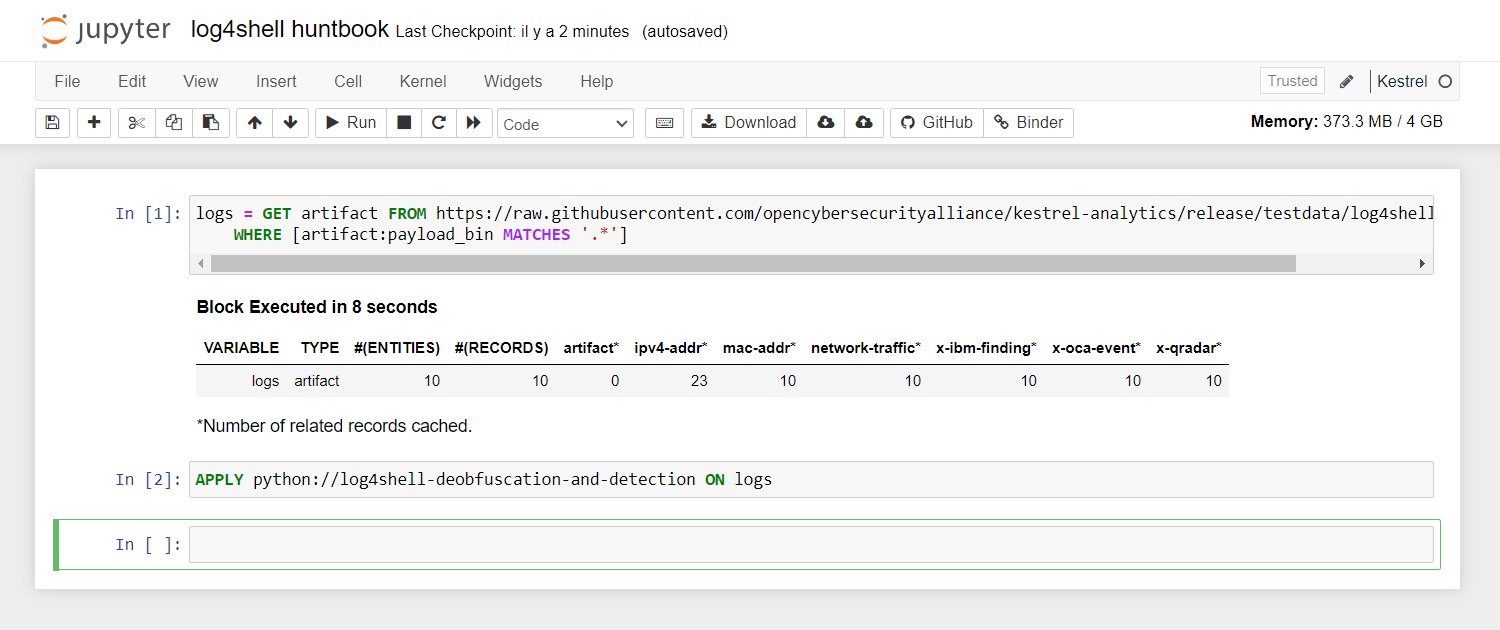 jupyter log4shell huntbook Last Checkpoint: il y a 2 minutes (autosaved)
File Edit View Insert Cell Kernel Widgets Help Trusted Kestrel
Run Code Download GitHub Binder Memory: 373.3 MB / 4 GB
In [1]: logs = GET artifact FROM https://raw.githubusercontent.com/opencybersecurityalliance/kestrel-analytics/release/testdata/log4shell
WHERE [artifact:payload_bin MATCHES '.*']
Block Executed in 8 seconds
VARIABLE TYPE #(ENTITIES) #(RECORDS) artifact* ipv4-addr* mac-addr* network-traffic* x-ibm-finding* x-oca-event* x-qradar*
logs artifact 10 10 0 23 10 10 10 10 10
*Number of related records cached.
In [2]: APPLY python://log4shell-deobfuscation-and-detection ON logs
In [ ]: